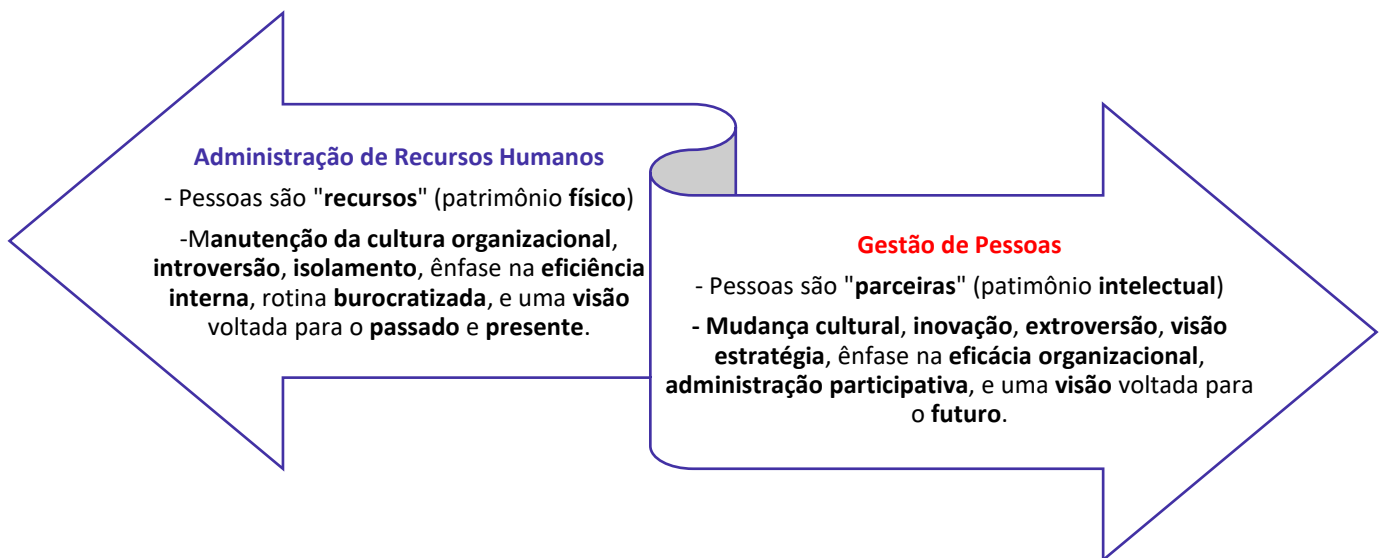 Administração de Recursos Humanos
- Pessoas são "recursos" (patrimônio físico)
-Manutenção da cultura organizacional,
introversão, isolamento, ênfase na eficiência
interna, rotina burocratizada, e uma visão
voltada para o passado e presente.
Gestão de Pessoas
- Pessoas são "parceiras" (patimônio intelectual)
- Mudança cultural, inovação, extroversão, visão
estratégia, ênfase na eficácia organizacional,
administração participativa, e uma visão voltada para
o futuro.